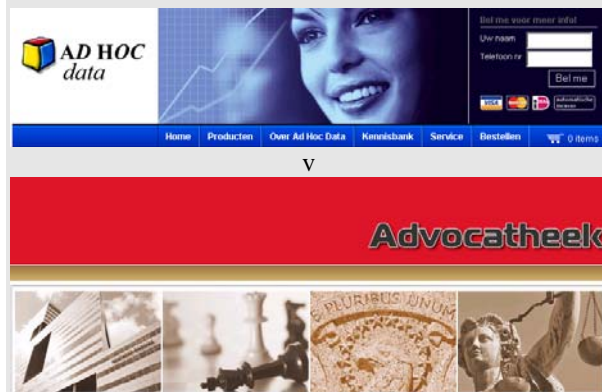 Bel me voor meer info!
Uw naam
Telefoon nr
Bel me
AD HOC
data
VISA
Home Producten Over Ad Hoc Data Kennisbank Service Bestellen 0 items
v
Advocatheek
E PLURIBUS UNUM